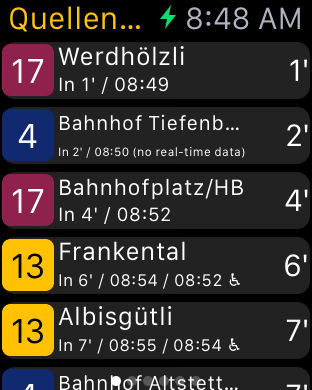 Quellen... 8:48 AM
17 Werdhölzli 1'
In 1' / 08:49
4 Bahnhof Tiefenb... 2'
In 2' / 08:50 (no real-time data)
17 Bahnhofplatz/HB 4'
In 4' / 08:52
13 Frankental 6'
In 6' / 08:54 / 08:52 ♿
13 Albisgütli 7'
In 7' / 08:55 / 08:54 ♿
4 Bahnhof Altstett...